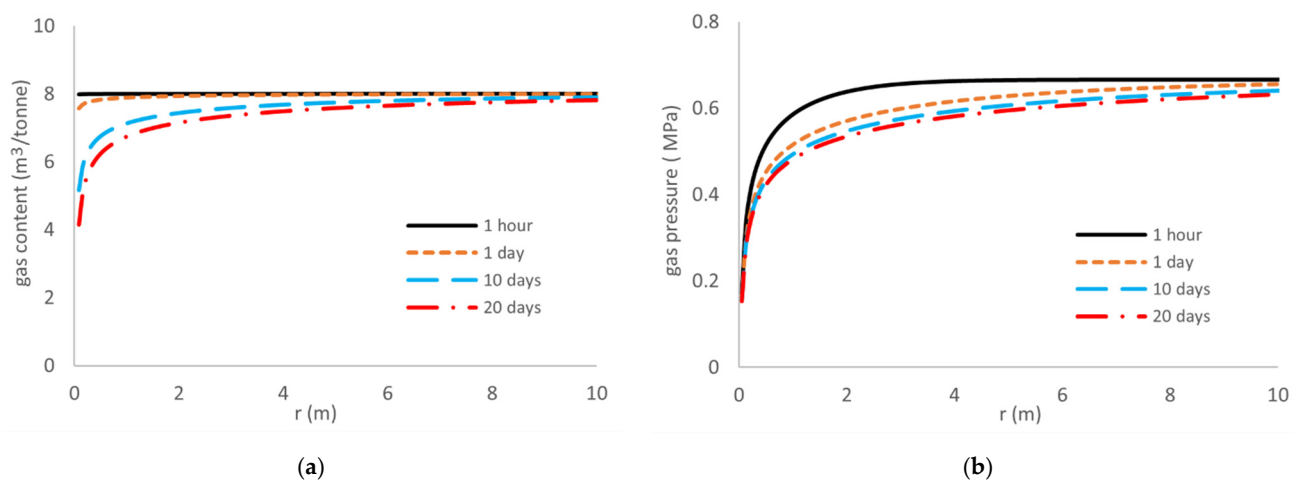 10
8
6
4
2
0
gas content (m³/tonne)
0 2 4 6 8 10
r (m)
1 hour
1 day
10 days
20 days
(a)
0.8
0.6
0.4
0.2
0
gas pressure ( MPa)
0 2 4 6 8 10
r (m)
1 hour
1 day
10 days
20 days
(b)